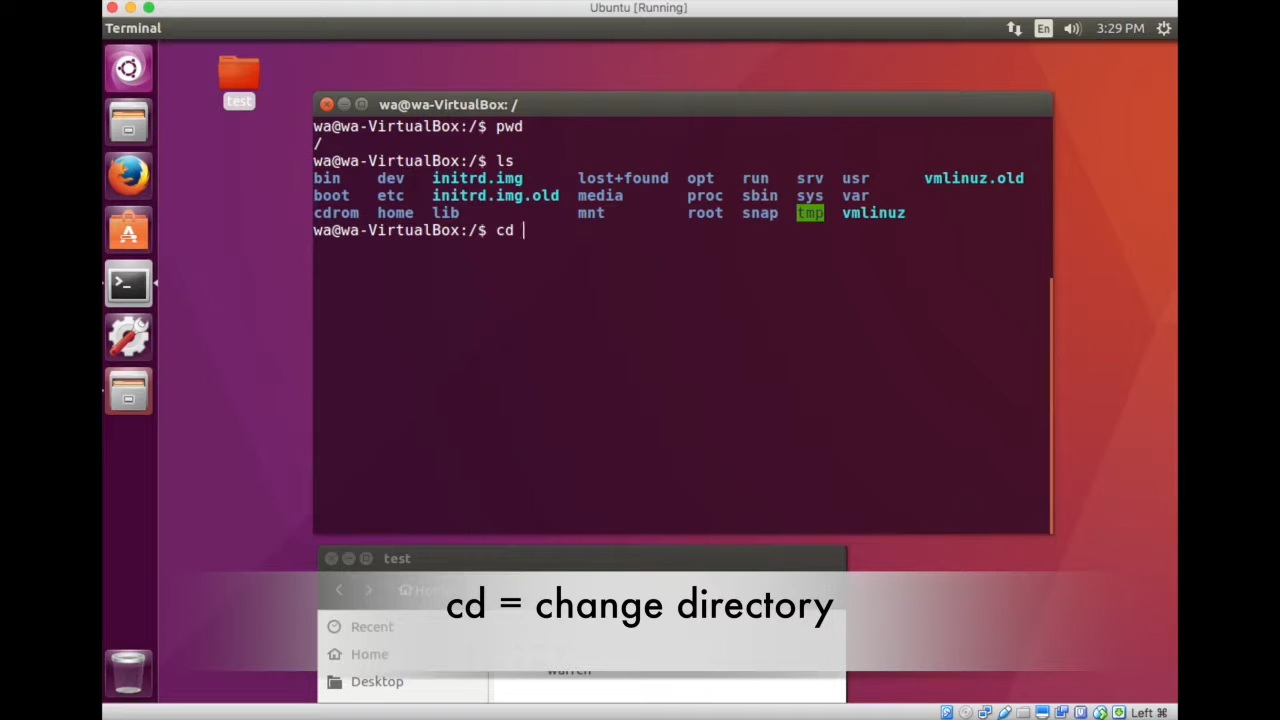 Ubuntu [Running]
Terminal
En
3:29 PM
test
wa@wa-VirtualBox: /
wa@wa-VirtualBox:/$ pwd
/
wa@wa-VirtualBox:/$ ls
bin dev initrd.img lost+found opt run srv usr vmlinuz.old
boot etc initrd.img.old media proc sbin sys var
cdrom home lib mnt root snap tmp vmlinuz
wa@wa-VirtualBox:/$ cd
test
Home
cd = change directory
Recent
Home
warren
Desktop
Left ⌘